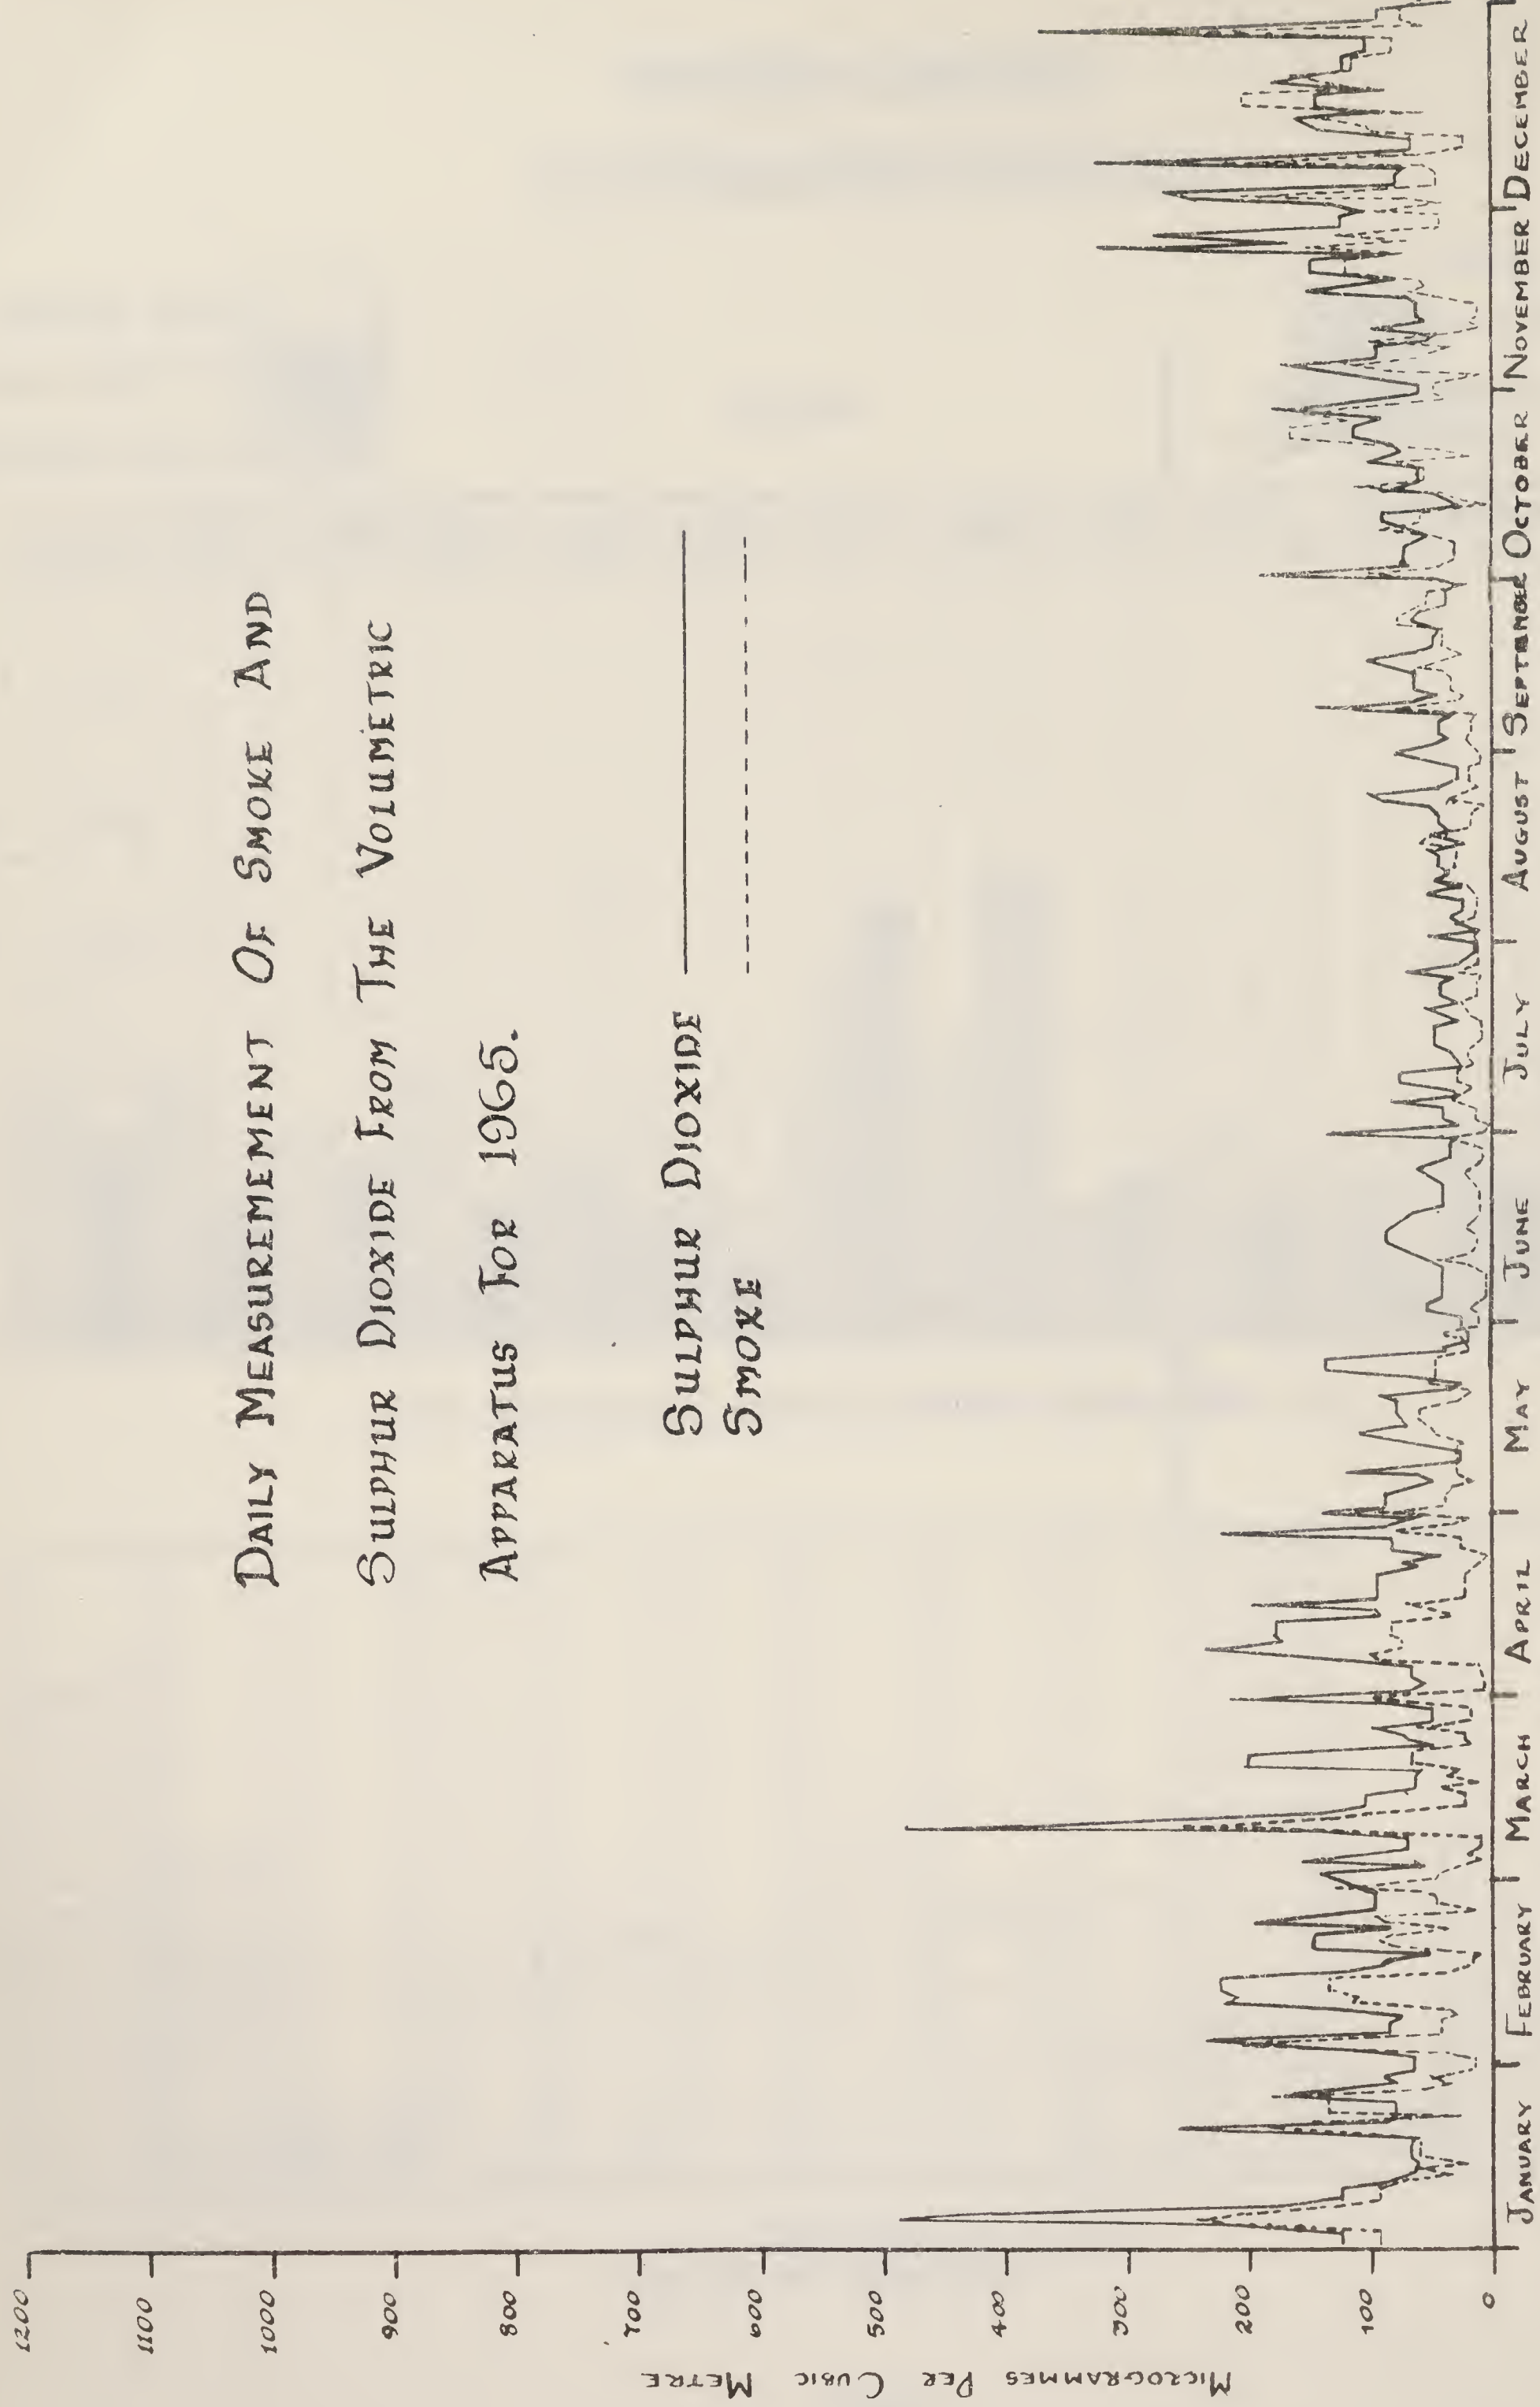 DAILY MEASUREMEMENT OF SMOKE AND
SULPHUR DIOXIDE FROM THE VOLUMETRIC
APPARATUS FOR 1965.
SULPHUR DIOXIDE
SMOKE
MICROGRAMMES PER CUBIC METRE
1200
1100
1000
900
800
700
600
500
400
300
200
100
0
JANUARY FEBRUARY MARCH APRIL MAY JUNE JULY AUGUST SEPTEMBER OCTOBER NOVEMBER DECEMBER